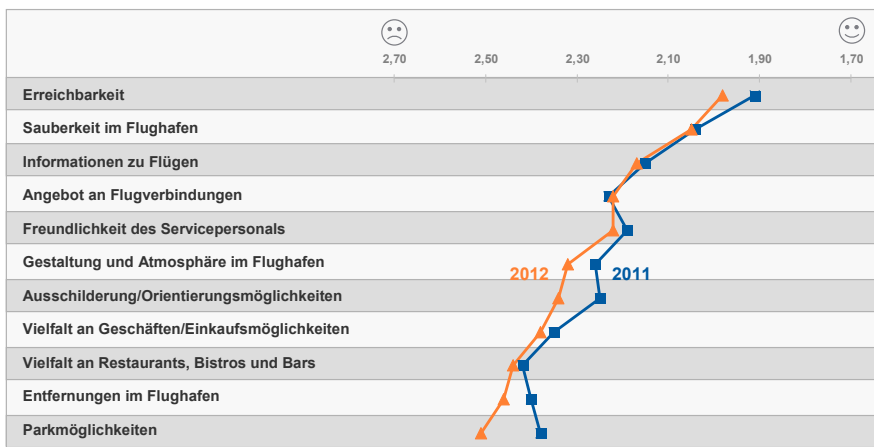 2,70 2,50 2,30 2,10 1,90 1,70
Erreichbarkeit
Sauberkeit im Flughafen
Informationen zu Flügen
Angebot an Flugverbindungen
Freundlichkeit des Servicepersonals
Gestaltung und Atmosphäre im Flughafen
2012 2011
Ausschilderung/Orientierungsmöglichkeiten
Vielfalt an Geschäften/Einkaufsmöglichkeiten
Vielfalt an Restaurants, Bistros und Bars
Entfernungen im Flughafen
Parkmöglichkeiten